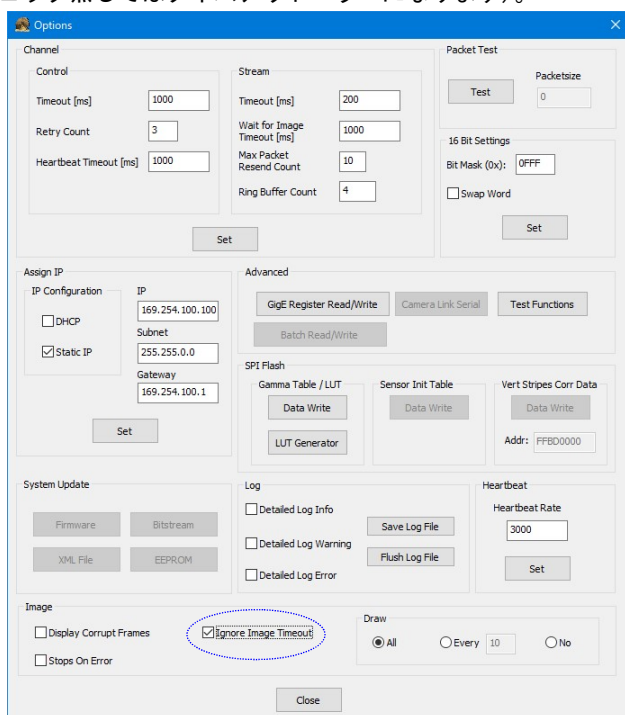 Options
Channel
Control
Timeout [ms] 1000
Retry Count 3
Heartbeat Timeout [ms] 1000
Stream
Timeout [ms] 200
Wait for Image
Timeout [ms] 1000
Max Packet
Resend Count 10
Ring Buffer Count 4
Set
Packet Test
Test
Packetsize
0
16 Bit Settings
Bit Mask (0x): 0FFF
Swap Word
Set
Assign IP
IP Configuration
DHCP
Static IP
IP
169.254.100.100
Subnet
255.255.0.0
Gateway
169.254.100.1
Set
Advanced
GigE Register Read/Write Camera Link Serial Test Functions
Batch Read/Write
SPI Flash
Gamma Table / LUT
Data Write
LUT Generator
Sensor Init Table
Data Write
Vert Stripes Corr Data
Data Write
Addr: FFBD0000
System Update
Firmware Bitstream
XML File EEPROM
Log
Detailed Log Info
Detailed Log Warning
Detailed Log Error
Save Log File
Flush Log File
Heartbeat
Heartbeat Rate
3000
Set
Image
Display Corrupt Frames Ignore Image Timeout
Stops On Error
Draw
All Every 10 No
Close